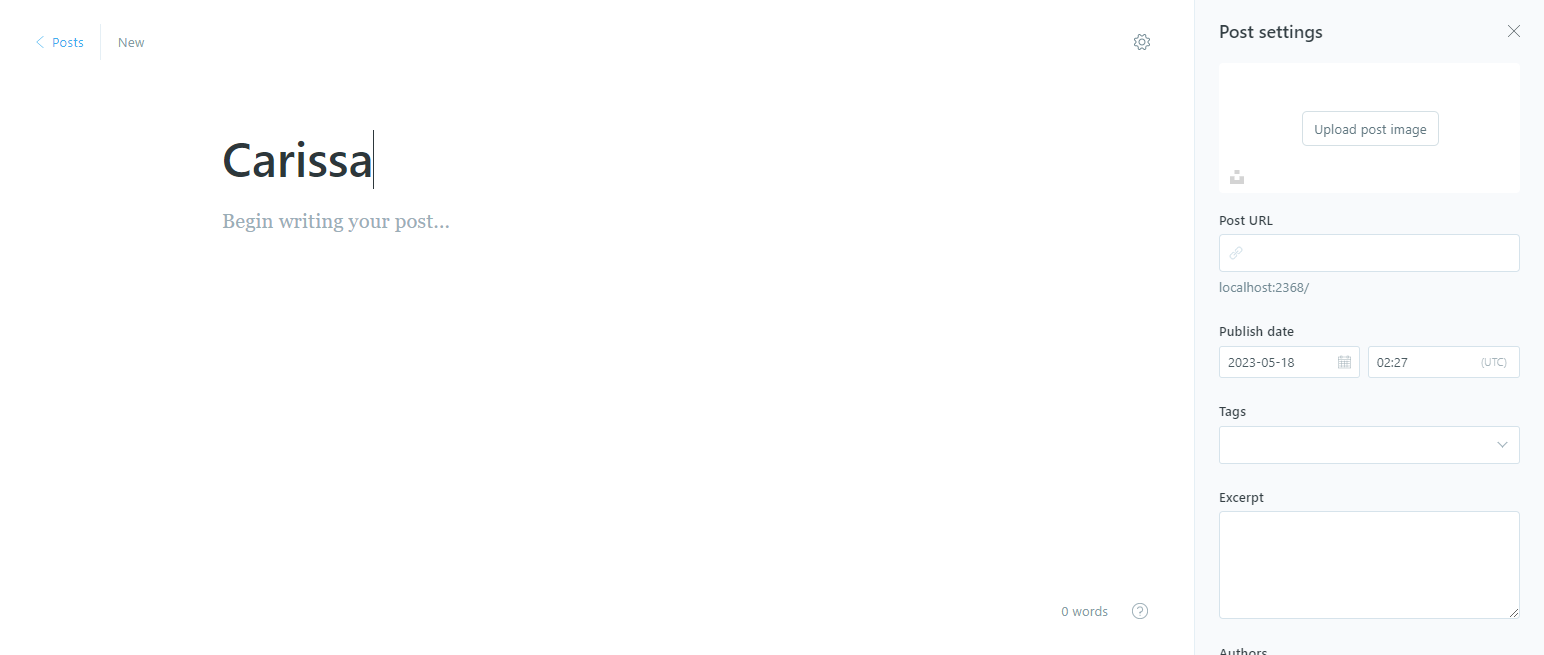 Posts
New
Carissa
Begin writing your post...
0 words
Post settings
Upload post image
Post URL
localhost:2368/
Publish date
2023-05-18
02:27 (UTC)
Tags
Excerpt
Authors